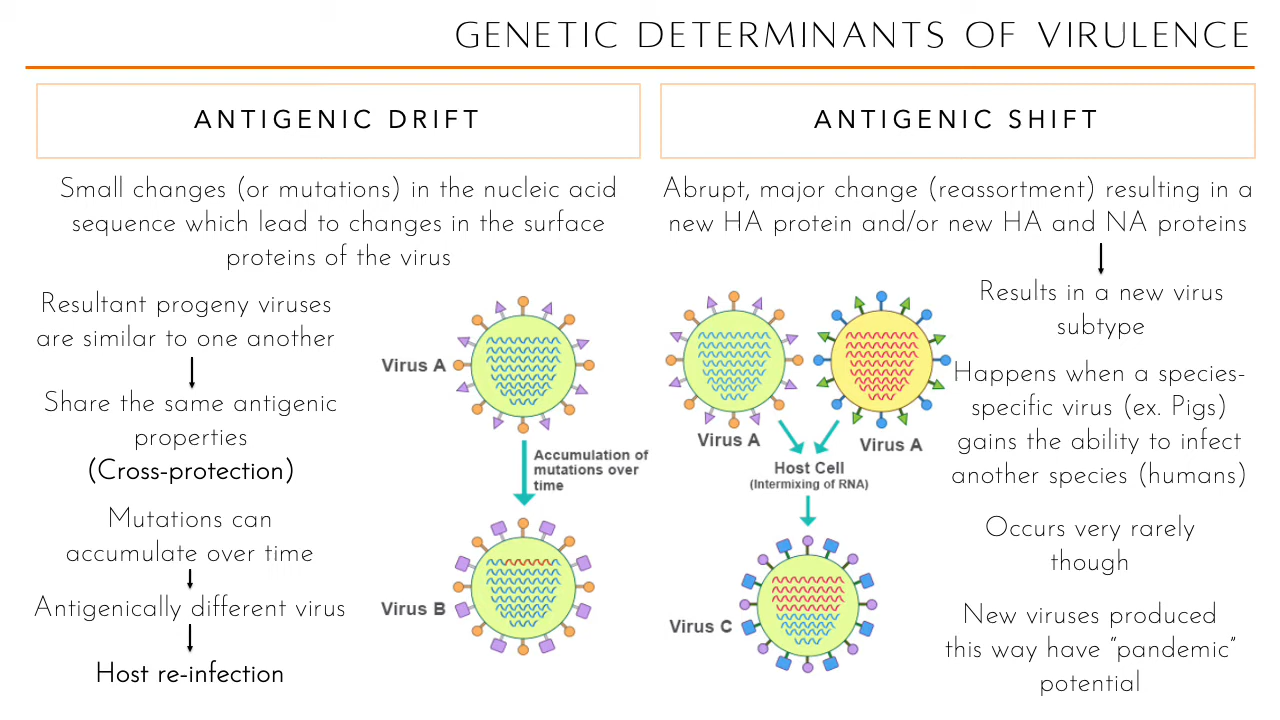 GENETIC DETERMINANTS OF VIRULENCE
ANTIGENIC DRIFT
Small changes (or mutations) in the nucleic acid
sequence which lead to changes in the surface
proteins of the virus
Resultant progeny viruses
are similar to one another
Share the same antigenic
properties
(Cross-protection)
Mutations can
accumulate over time
Antigenically different virus
Host re-infection
Virus A
Accumulation of
mutations over
time
Virus B
ANTIGENIC SHIFT
Abrupt, major change (reassortment) resulting in a
new HA protein and/or new HA and NA proteins
Results in a new virus
subtype
Happens when a species-
specific virus (ex. Pigs)
gains the ability to infect
another species (humans)
Occurs very rarely
though
New viruses produced
this way have “pandemic”
potential
Virus A
Virus A
Host Cell
(Intermixing of RNA)
Virus C